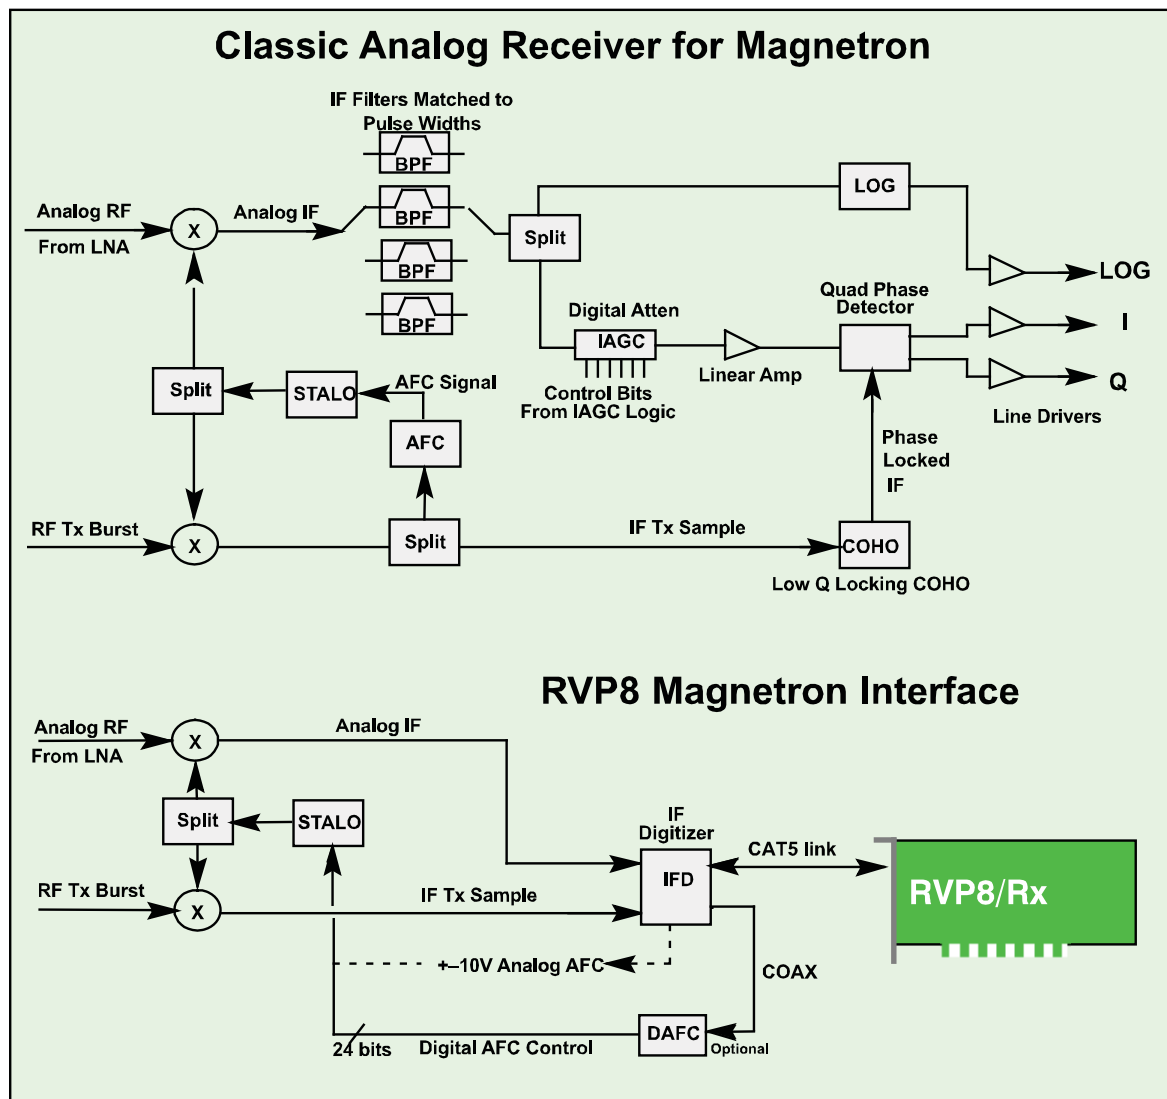 Classic Analog Receiver for Magnetron
IF Filters Matched to
Pulse Widths
BPF
BPF
BPF
BPF
Analog RF
From LNA
X
Analog IF
Split
LOG
LOG
Digital Atten
IAGC
Control Bits
From IAGC Logic
Linear Amp
Quad Phase
Detector
I
Q
Line Drivers
Split
STALO
AFC Signal
AFC
Phase
Locked
IF
RF Tx Burst
X
Split
IF Tx Sample
COHO
Low Q Locking COHO
RVP8 Magnetron Interface
Analog RF
From LNA
X
Analog IF
Split
STALO
IF
Digitizer
IFD
CAT5 link
RVP8/Rx
RF Tx Burst
X
IF Tx Sample
+–10V Analog AFC
COAX
24 bits
Digital AFC Control
DAFC
Optional